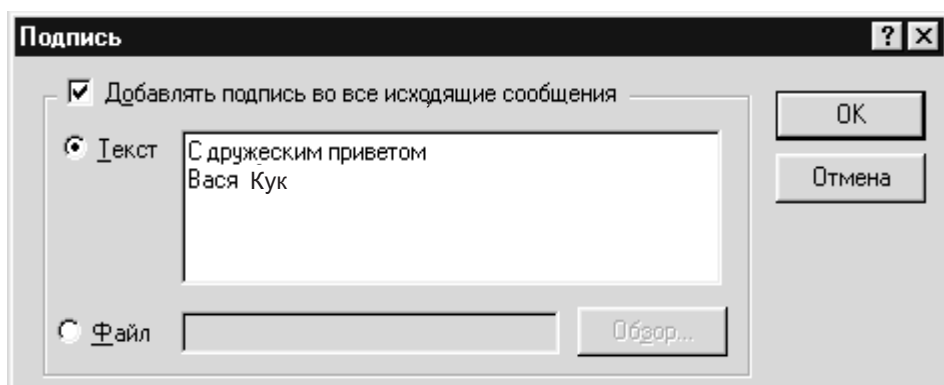 Подпись
Добавлять подпись во все исходящие сообщения
OK
Текст
С дружеским приветом
Вася Кук
Отмена
Файл
Обзор...